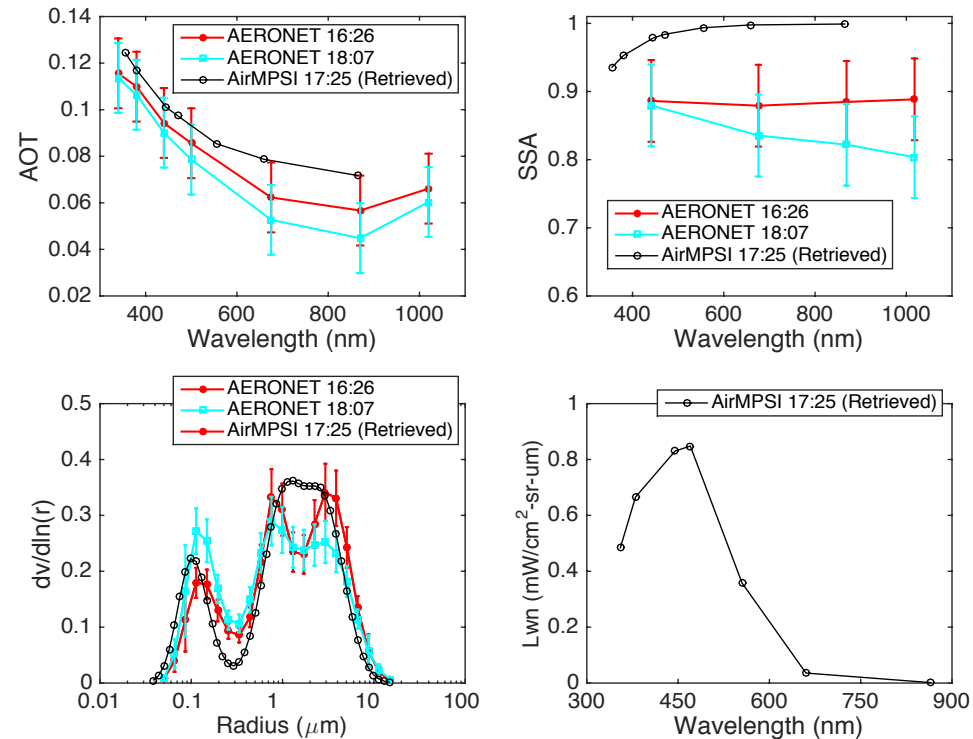 0.14
0.12
0.1
0.08
0.06
0.04
0.02
AOT
AERONET 16:26
AERONET 18:07
AirMPSI 17:25 (Retrieved)
400 600 800 1000
Wavelength (nm)
1
0.9
0.8
0.7
0.6
SSA
AERONET 16:26
AERONET 18:07
AirMPSI 17:25 (Retrieved)
400 600 800 1000
Wavelength (nm)
AERONET 16:26
AERONET 18:07
AirMPSI 17:25 (Retrieved)
0.5
0.4
0.3
0.2
0.1
0
dv/dln(r)
0.01 0.1 1 10 100
Radius (μm)
AirMPSI 17:25 (Retrieved)
1
0.8
0.6
0.4
0.2
0
Lwn (mW/cm²-sr-um)
300 450 600 750 900
Wavelength (nm)